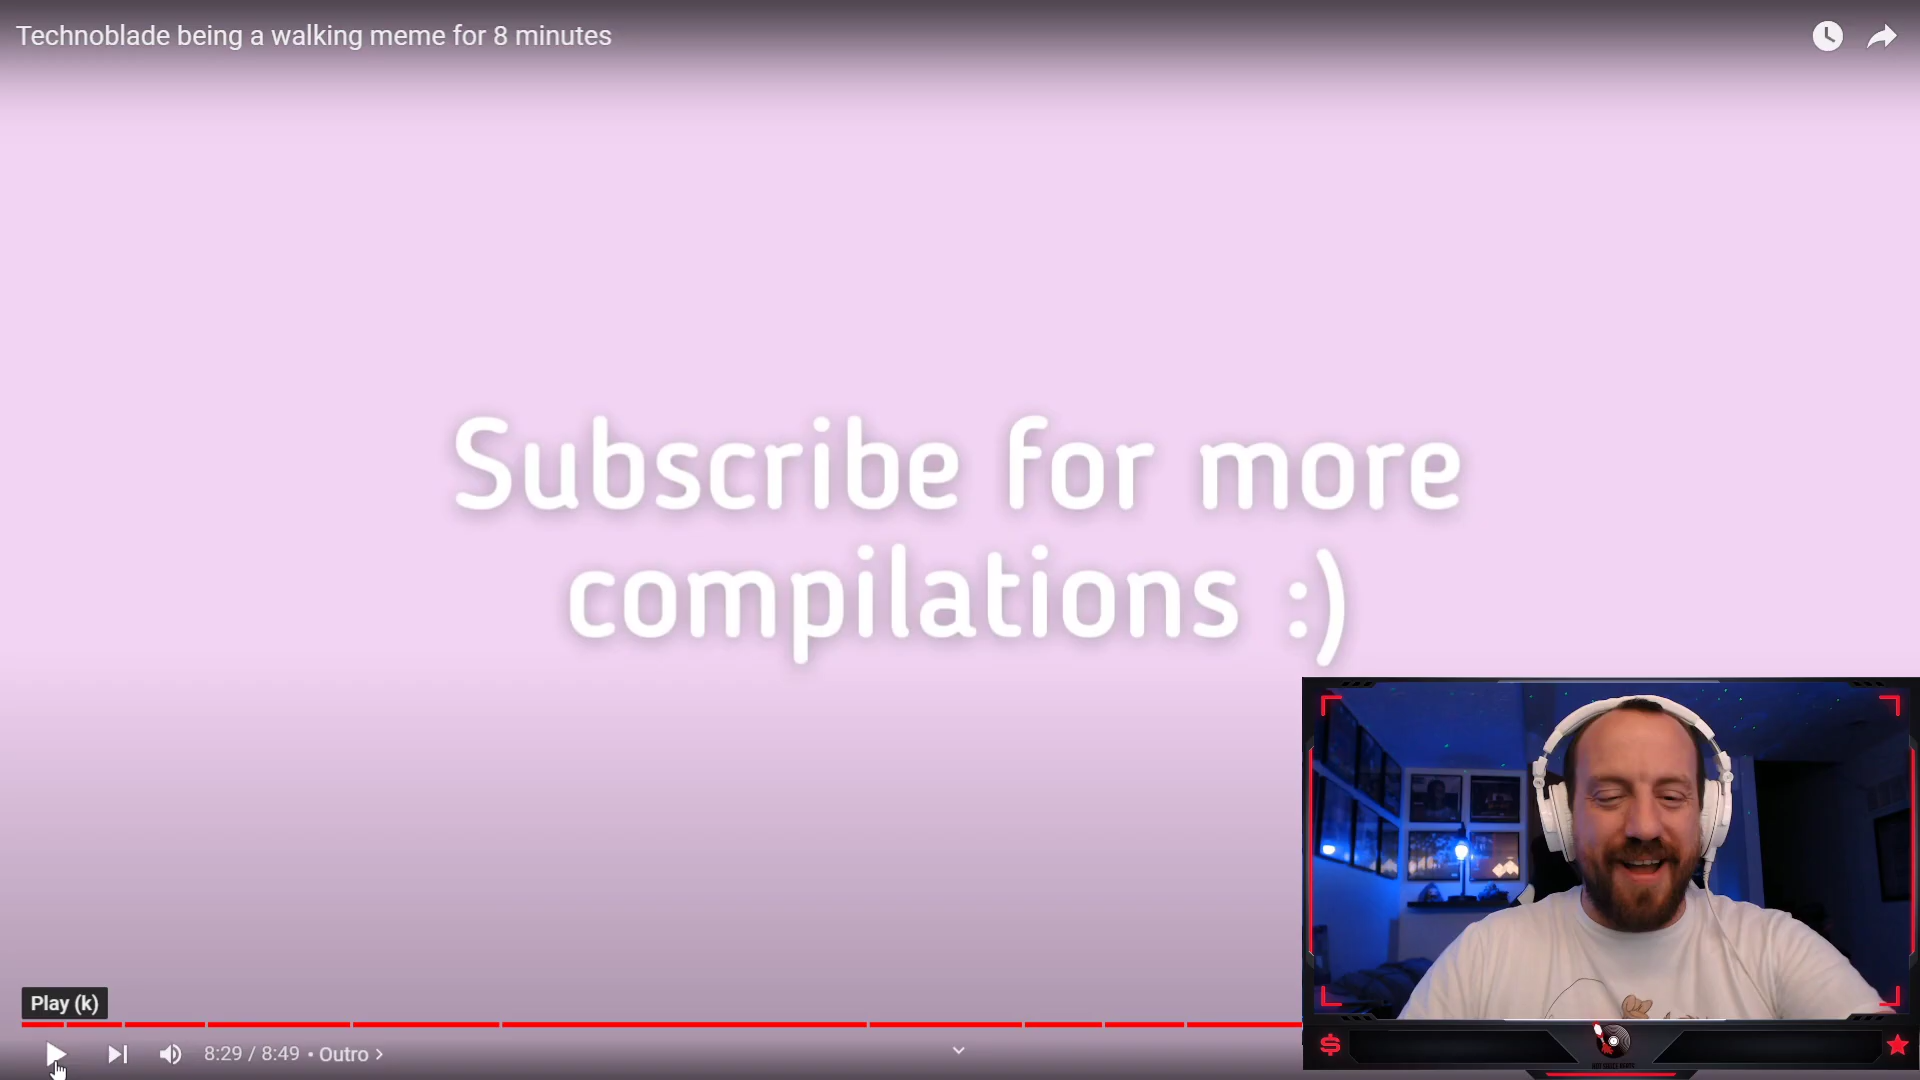 Technoblade being a walking meme for 8 minutes
Subscribe for more
compilations :)
Play (k)
8:29 / 8:49 • Outro >